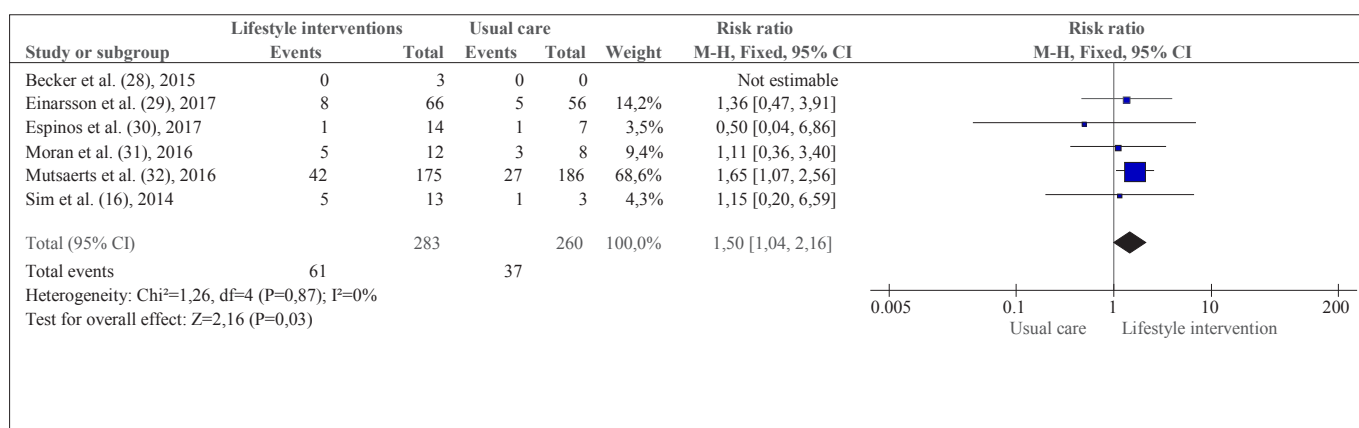 Lifestyle interventions Usual care Risk ratio Risk ratio
Study or subgroup Events Total Events Total Weight M-H, Fixed, 95% CI M-H, Fixed, 95% CI
Becker et al. (28), 2015 0 3 0 0 Not estimable
Einarsson et al. (29), 2017 8 66 5 56 14,2% 1,36 [0,47, 3,91]
Espinos et al. (30), 2017 1 14 1 7 3,5% 0,50 [0,04, 6,86]
Moran et al. (31), 2016 5 12 3 8 9,4% 1,11 [0,36, 3,40]
Mutsaerts et al. (32), 2016 42 175 27 186 68,6% 1,65 [1,07, 2,56]
Sim et al. (16), 2014 5 13 1 3 4,3% 1,15 [0,20, 6,59]
Total (95% CI) 283 260 100,0% 1,50 [1,04, 2,16]
Total events 61 37
Heterogeneity: Chi²=1,26, df=4 (P=0,87); I²=0%
Test for overall effect: Z=2,16 (P=0,03)
0.005 0.1 1 10 200
Usual care Lifestyle intervention